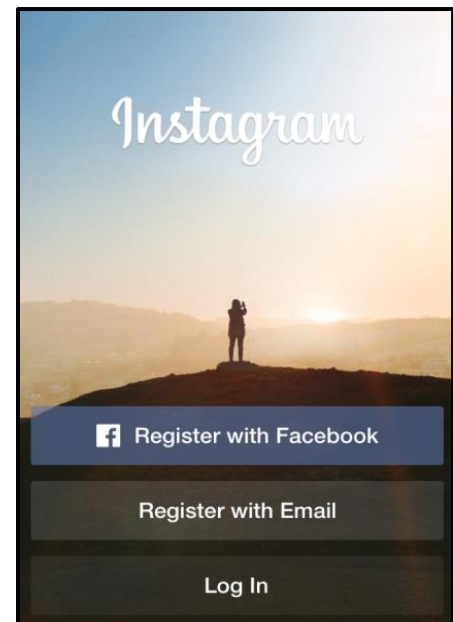 Instagram
Register with Facebook
Register with Email
Log In